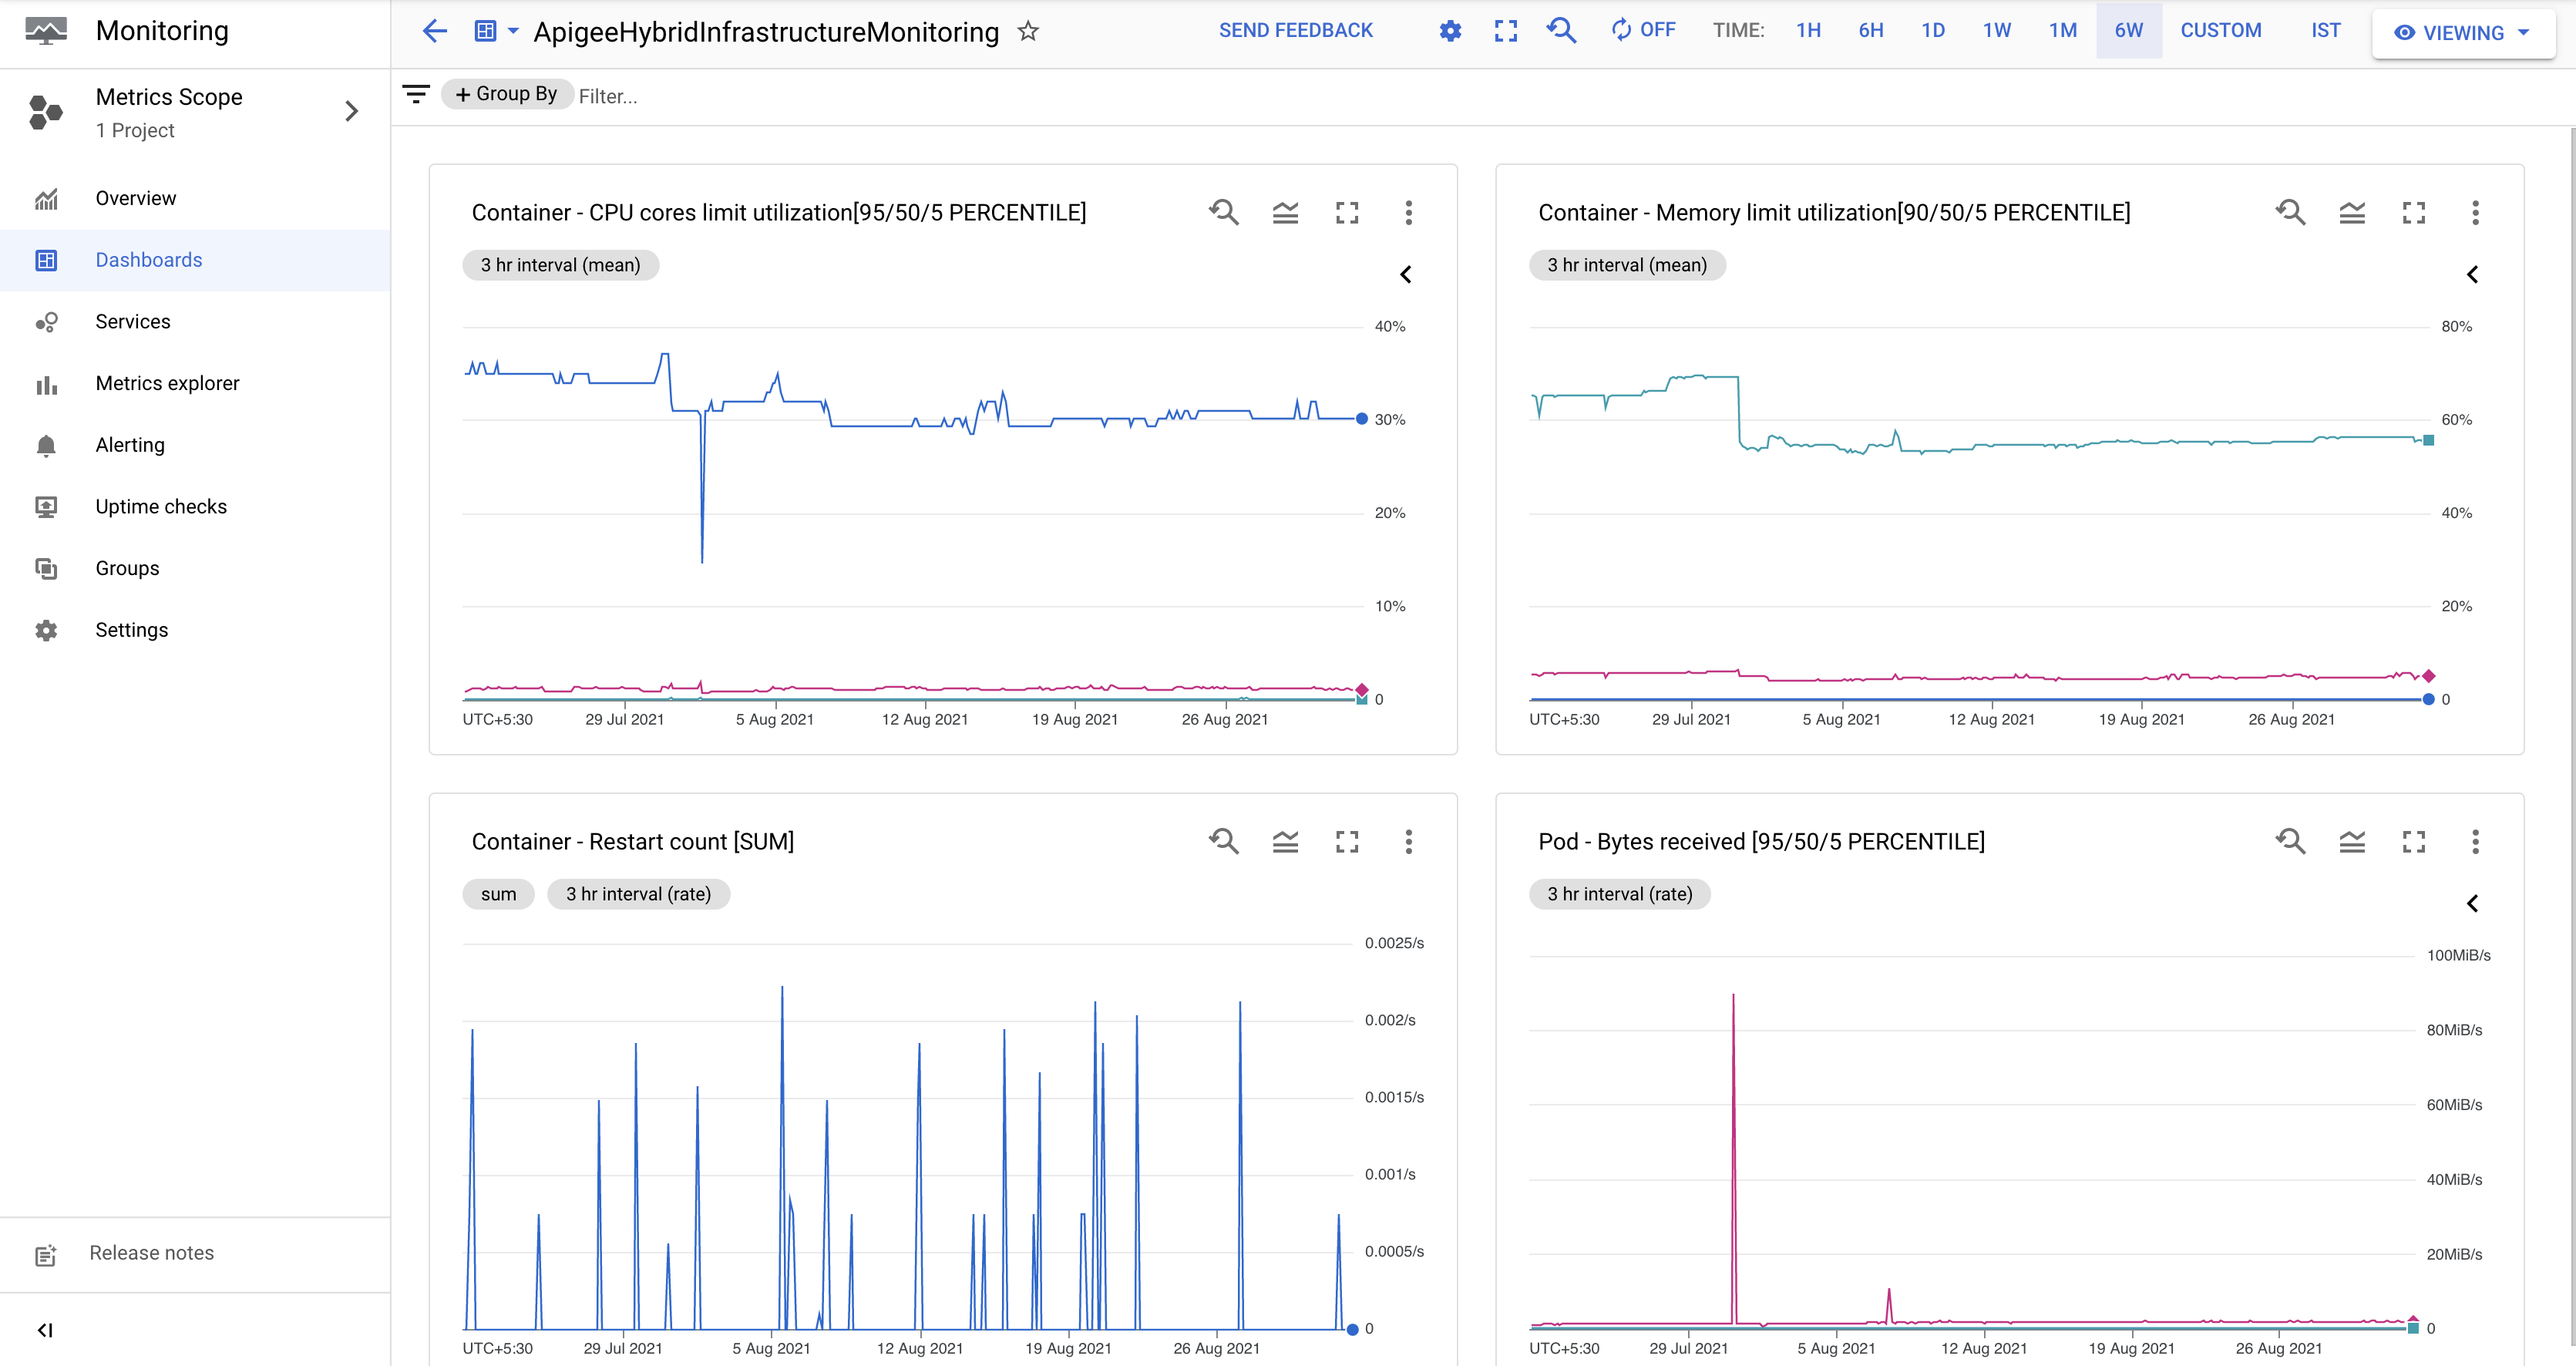 Monitoring
ApigeeHybridInfrastructureMonitoring
SEND FEEDBACK
OFF
TIME:
1H
6H
1D
1W
1M
6W
CUSTOM
IST
VIEWING
Metrics Scope
1 Project
Overview
Dashboards
Services
Metrics explorer
Alerting
Uptime checks
Groups
Settings
Release notes
+ Group By
Filter...
Container - CPU cores limit utilization[95/50/5 PERCENTILE]
3 hr interval (mean)
40%
30%
20%
10%
0
UTC+5:30
29 Jul 2021
5 Aug 2021
12 Aug 2021
19 Aug 2021
26 Aug 2021
Container - Memory limit utilization[90/50/5 PERCENTILE]
3 hr interval (mean)
80%
60%
40%
20%
0
UTC+5:30
29 Jul 2021
5 Aug 2021
12 Aug 2021
19 Aug 2021
26 Aug 2021
Container - Restart count [SUM]
sum
3 hr interval (rate)
0.0025/s
0.002/s
0.0015/s
0.001/s
0.0005/s
0
UTC+5:30
29 Jul 2021
5 Aug 2021
12 Aug 2021
19 Aug 2021
26 Aug 2021
Pod - Bytes received [95/50/5 PERCENTILE]
3 hr interval (rate)
100MiB/s
80MiB/s
60MiB/s
40MiB/s
20MiB/s
0
UTC+5:30
29 Jul 2021
5 Aug 2021
12 Aug 2021
19 Aug 2021
26 Aug 2021